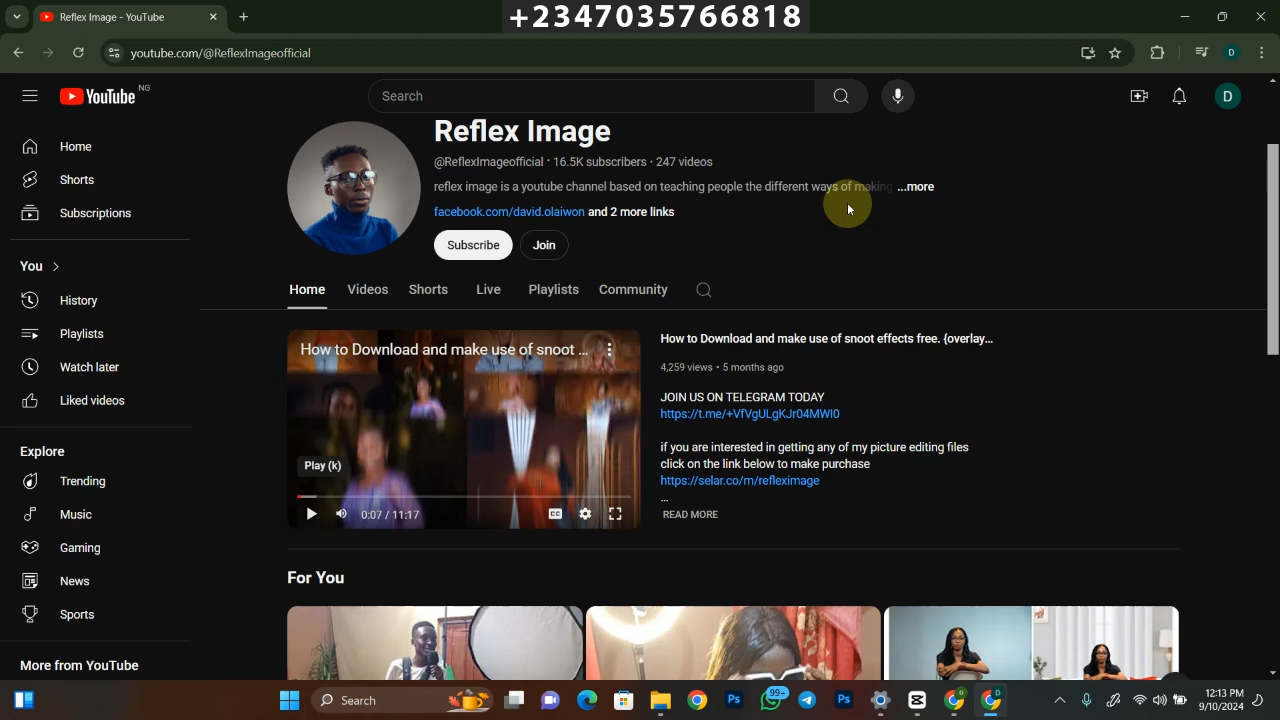 +2347035766818
Reflex Image - YouTube
youtube.com/@ReflexImageofficial
YouTube NG
Search
D
Reflex Image
@ReflexImageofficial · 16.5K subscribers · 247 videos
reflex image is a youtube channel based on teaching people the different ways of making ...more
facebook.com/david.olaiwon and 2 more links
Subscribe
Join
Home
Videos
Shorts
Live
Playlists
Community
Home
Shorts
Subscriptions
You
History
Playlists
Watch later
Liked videos
Explore
Trending
Music
Gaming
News
Sports
More from YouTube
How to Download and make use of snoot ...
Play (k)
0:07 / 11:17
CC
How to Download and make use of snoot effects free. {overlay...
4,259 views · 5 months ago
JOIN US ON TELEGRAM TODAY
https://t.me/+VfVgULgKJr04MWI0
if you are interested in getting any of my picture editing files
click on the link below to make purchase
https://selar.co/m/refleximage
...
READ MORE
For You
Search
Ps
99+
Ps
12:13 PM
9/10/2024